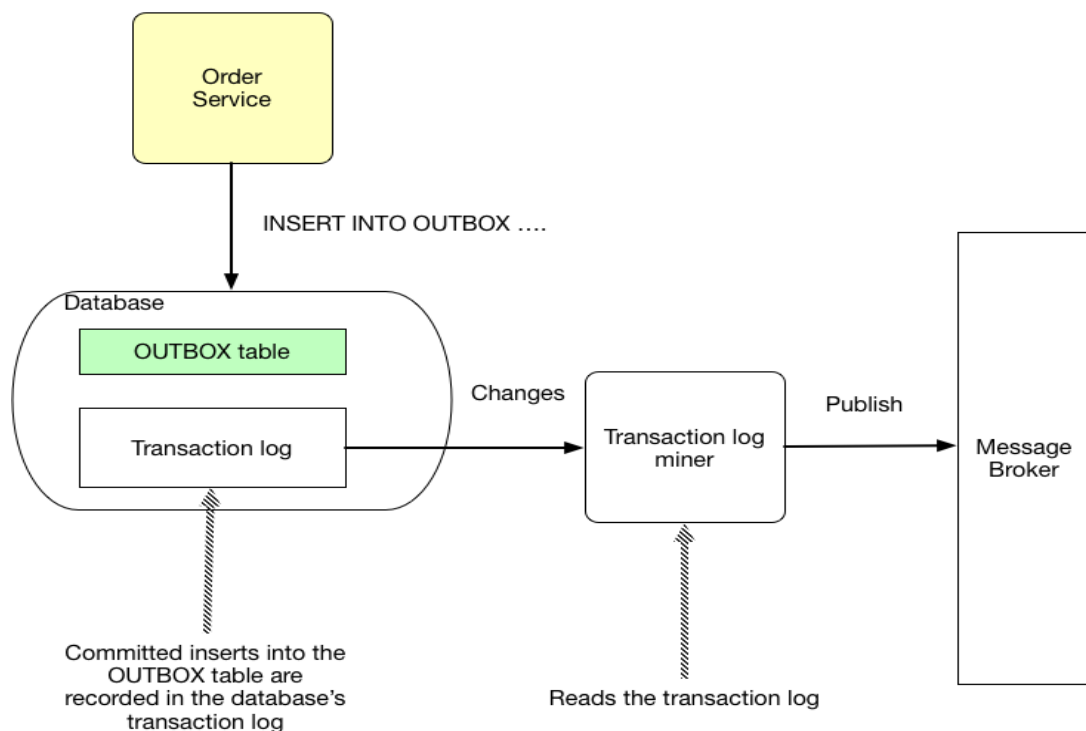 Order
Service
INSERT INTO OUTBOX ....
Database
OUTBOX table
Transaction log
Changes
Transaction log
miner
Publish
Message
Broker
Committed inserts into the
OUTBOX table are
recorded in the database's
transaction log
Reads the transaction log